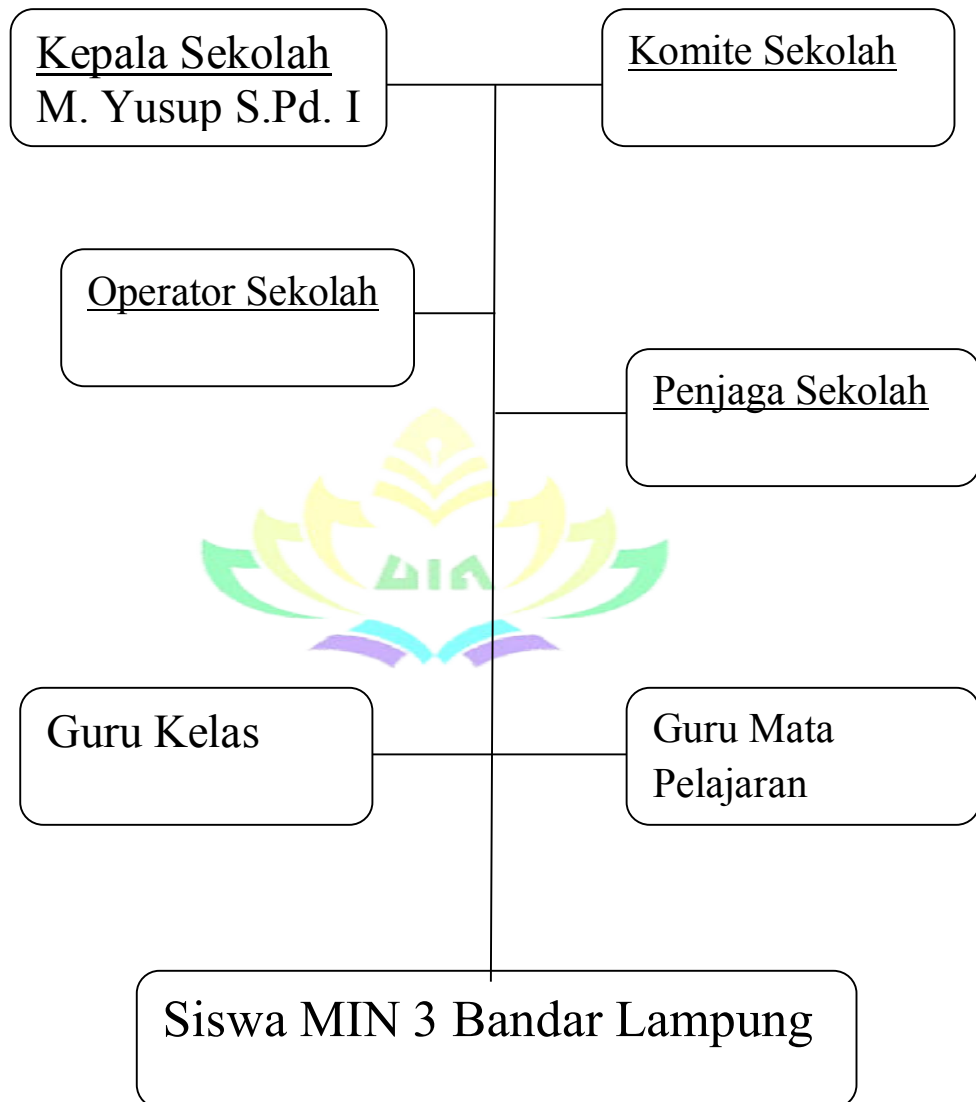 Kepala Sekolah
M. Yusup S.Pd. I
Komite Sekolah
Operator Sekolah
Penjaga Sekolah
UIN
Guru Kelas
Guru Mata
Pelajaran
Siswa MIN 3 Bandar Lampung